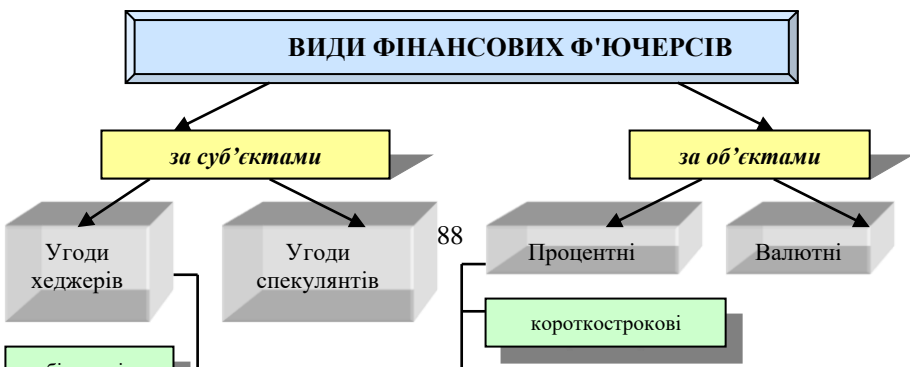 ВИДИ ФІНАНСОВИХ Ф'ЮЧЕРСІВ
за суб’єктами
за об’єктами
Угоди
хеджерів
Угоди
спекулянтів
88
Процентні
Валютні
короткострокові